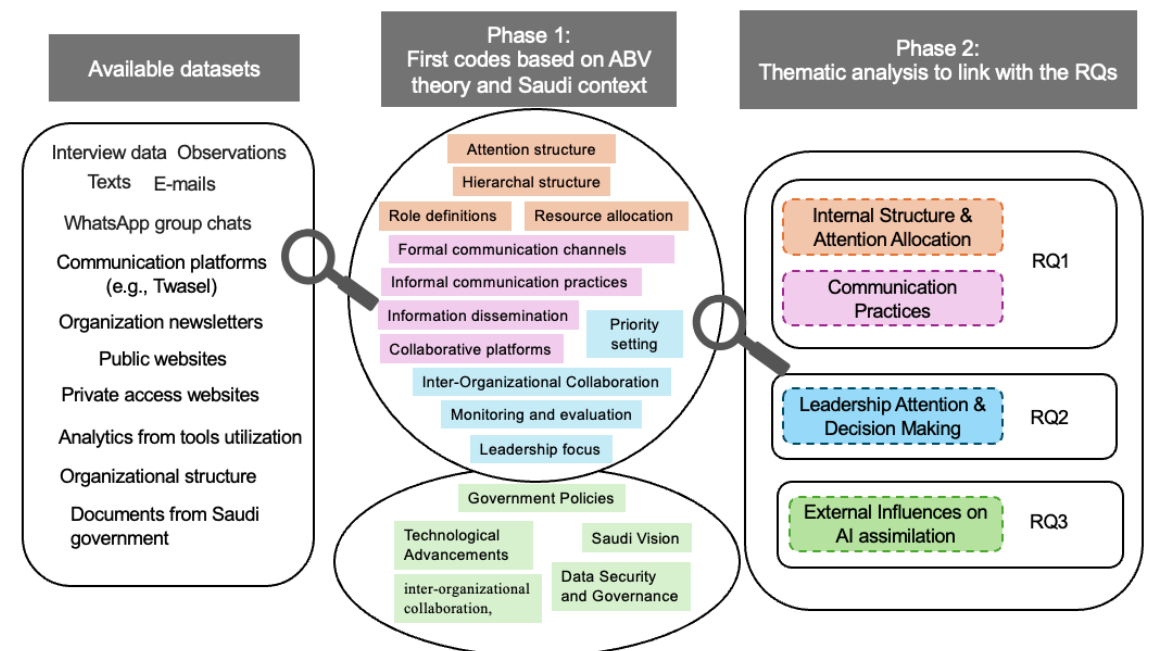 Available datasets
Interview data Observations
Texts E-mails
WhatsApp group chats
Communication platforms
(e.g., Twasel)
Organization newsletters
Public websites
Private access websites
Analytics from tools utilization
Organizational structure
Documents from Saudi
government
Phase 1:
First codes based on ABV
theory and Saudi context
Attention structure
Hierarchal structure
Role definitions
Resource allocation
Formal communication channels
Informal communication practices
Information dissemination
Priority
setting
Collaborative platforms
Inter-Organizational Collaboration
Monitoring and evaluation
Leadership focus
Government Policies
Technological
Advancements
Saudi Vision
inter-organizational
collaboration,
Data Security
and Governance
Phase 2:
Thematic analysis to link with the RQs
Internal Structure &
Attention Allocation
Communication
Practices
RQ1
Leadership Attention &
Decision Making
RQ2
External Influences on
AI assimilation
RQ3